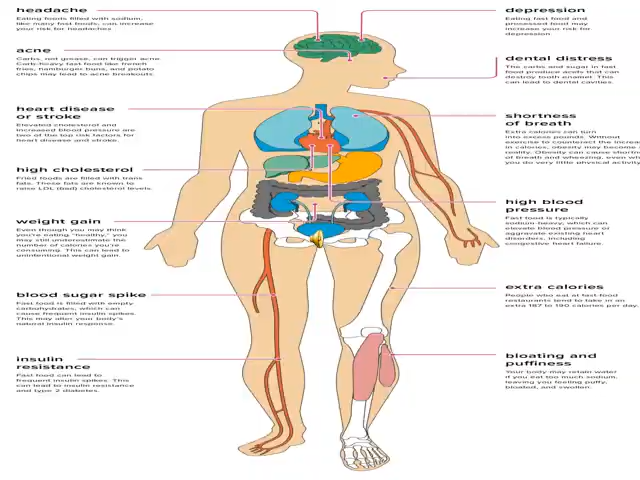 headache
Eating foods filled with sodium,
like many fast foods, can increase
your risk for headaches
acne
Carbs, not grease, can trigger acne
Carb-heavy fast food like french
fries, hamburger buns, and potato
chips may lead to acne breakouts.
heart disease
or stroke
Elevated cholesterol and
increased blood pressure are
two of the top risk factors for
heart disease and stroke.
high cholesterol
Fried foods are filled with trans
fats. These fats are known to
raise LDL (bad) cholesterol levels.
weight gain
Even though you may think
you're eating "healthy," you
may still underestimate the
number of calories you're
consuming. This can lead to
unintentional weight gain.
blood sugar spike
Fast food is filled with empty
carbohydrates, which can
cause frequent insulin spikes.
This may alter your body's
natural insulin response.
insulin
resistance
Fast food can lead to
frequent insulin spikes. This
can lead to insulin resistance
and type 2 diabetes.
depression
Eating fast food and
processed food may
increase your risk for
depression
dental distress
The carbs and sugar in fast
food produce acids that can
destroy tooth enamel. This
can lead to dental cavities.
shortness
of breath
Extra calories can turn
into excess pounds. Without
exercise to counteract the increa
in calories, obesity may become
reality. Obesity can cause shortn
of breath and wheezing, even wh
you do very little physical activity
high blood
pressure
Fast food is typically
sodium-heavy, which can
elevate blood pressure or
aggravate existing heart
disorders, including
congestive heart failure.
extra calories
People who eat at fast-food
restaurants tend to take in an
extra 187 to 190 calories per day.
bloating and
puffiness
Your body may retain water
if you eat too much sodium,
leaving you feeling puffy,
bloated, and swollen.